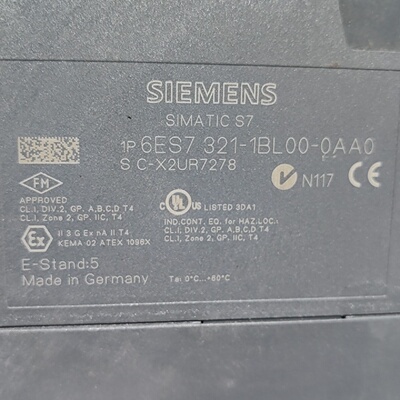 SIEMENS
SIMATIC S7
1P 6ES7 321-1BL00-0AA0
S C-X2UR7278
FM
APPROVED
CL.I, DIV.2, GP. A,B,C,D T4
CL.I, Zone 2, GP. IIC, T4
c UL US LISTED 3DA1
IND.CONT. EQ. for HAZ.LOC.
CL.I, DIV.2, GP. A,B,C,D T4
CL.I, Zone 2, GP. IIC, T4
N117 CE
Ex II 3 G Ex nA II T4
KEMA 02 ATEX 1096X
E-Stand:5
Made in Germany
Ta: 0°C...+60°C